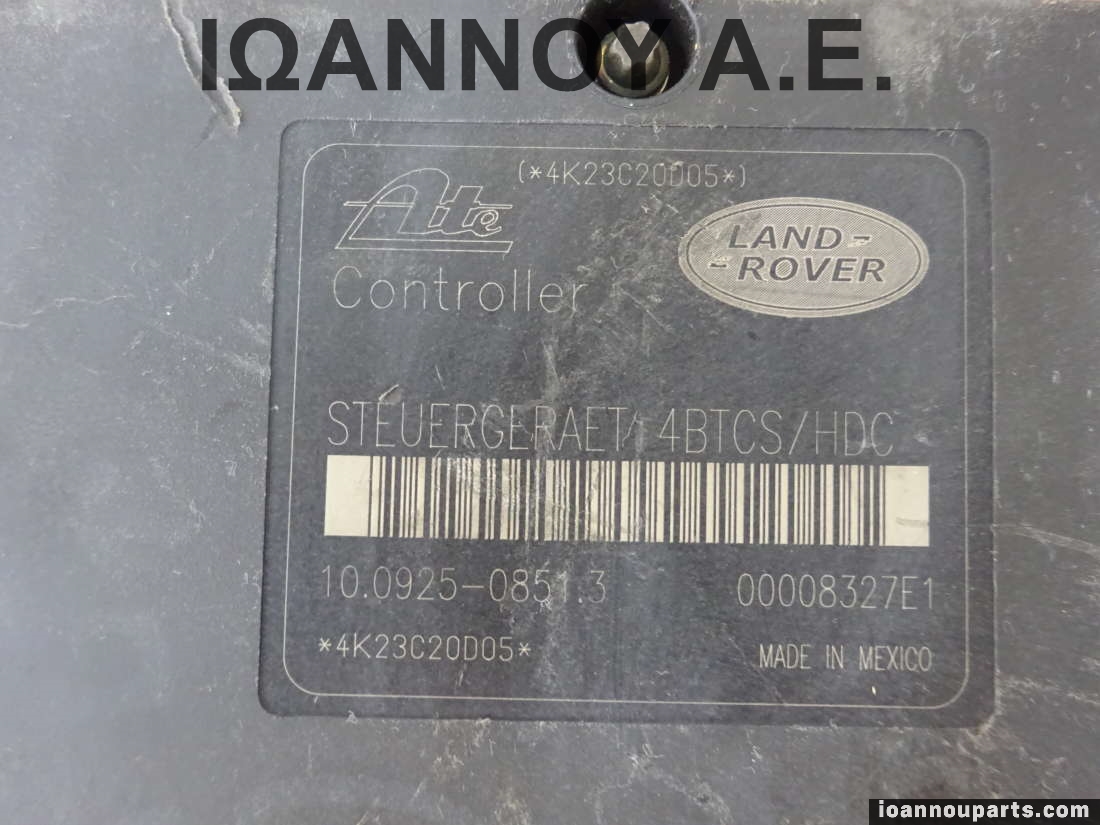 ΙΩΑΝΝΟΥ Α.Ε.
(*4K23C20D05*)
Ate
LAND-
-ROVER
Controller
STEUERGERAET 4BTCS/HDC
10.0925-0851.3 00008327E1
*4K23C20D05* MADE IN MEXICO
ioannouparts.com